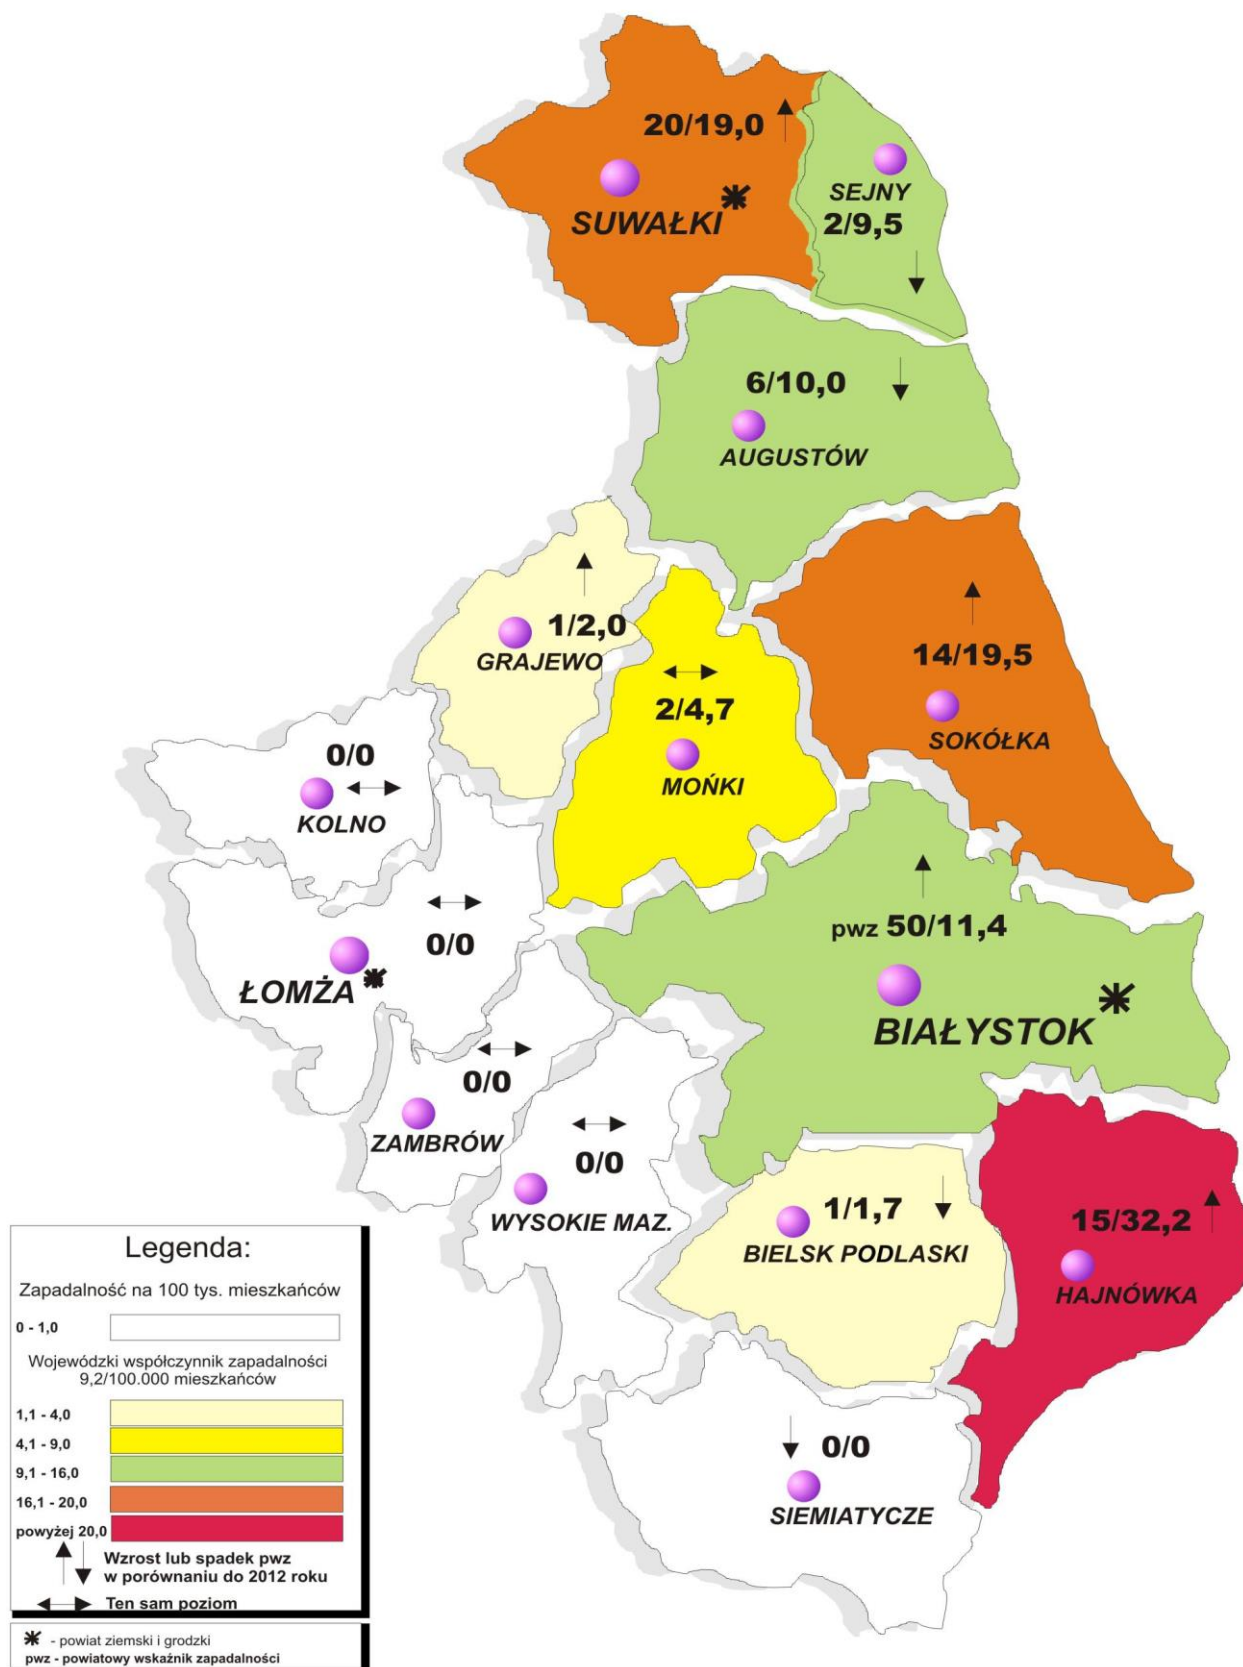 20/19,0
SUWAŁKI
SEJNY
2/9,5
6/10,0
AUGUSTÓW
1/2,0
GRAJEWO
14/19,5
SOKÓŁKA
2/4,7
MOŃKI
0/0
KOLNO
0/0
ŁOMŻA
pwz 50/11,4
BIAŁYSTOK
0/0
ZAMBRÓW
0/0
WYSOKIE MAZ.
1/1,7
BIELSK PODLASKI
15/32,2
HAJNÓWKA
0/0
SIEMIATYCZE
Legenda:
Zapadalność na 100 tys. mieszkańców
0 - 1,0
Wojewódzki współczynnik zapadalności
9,2/100.000 mieszkańców
1,1 - 4,0
4,1 - 9,0
9,1 - 16,0
16,1 - 20,0
powyżej 20,0
Wzrost lub spadek pwz
w porównaniu do 2012 roku
Ten sam poziom
- powiat ziemski i grodzki
pwz - powiatowy wskaźnik zapadalności